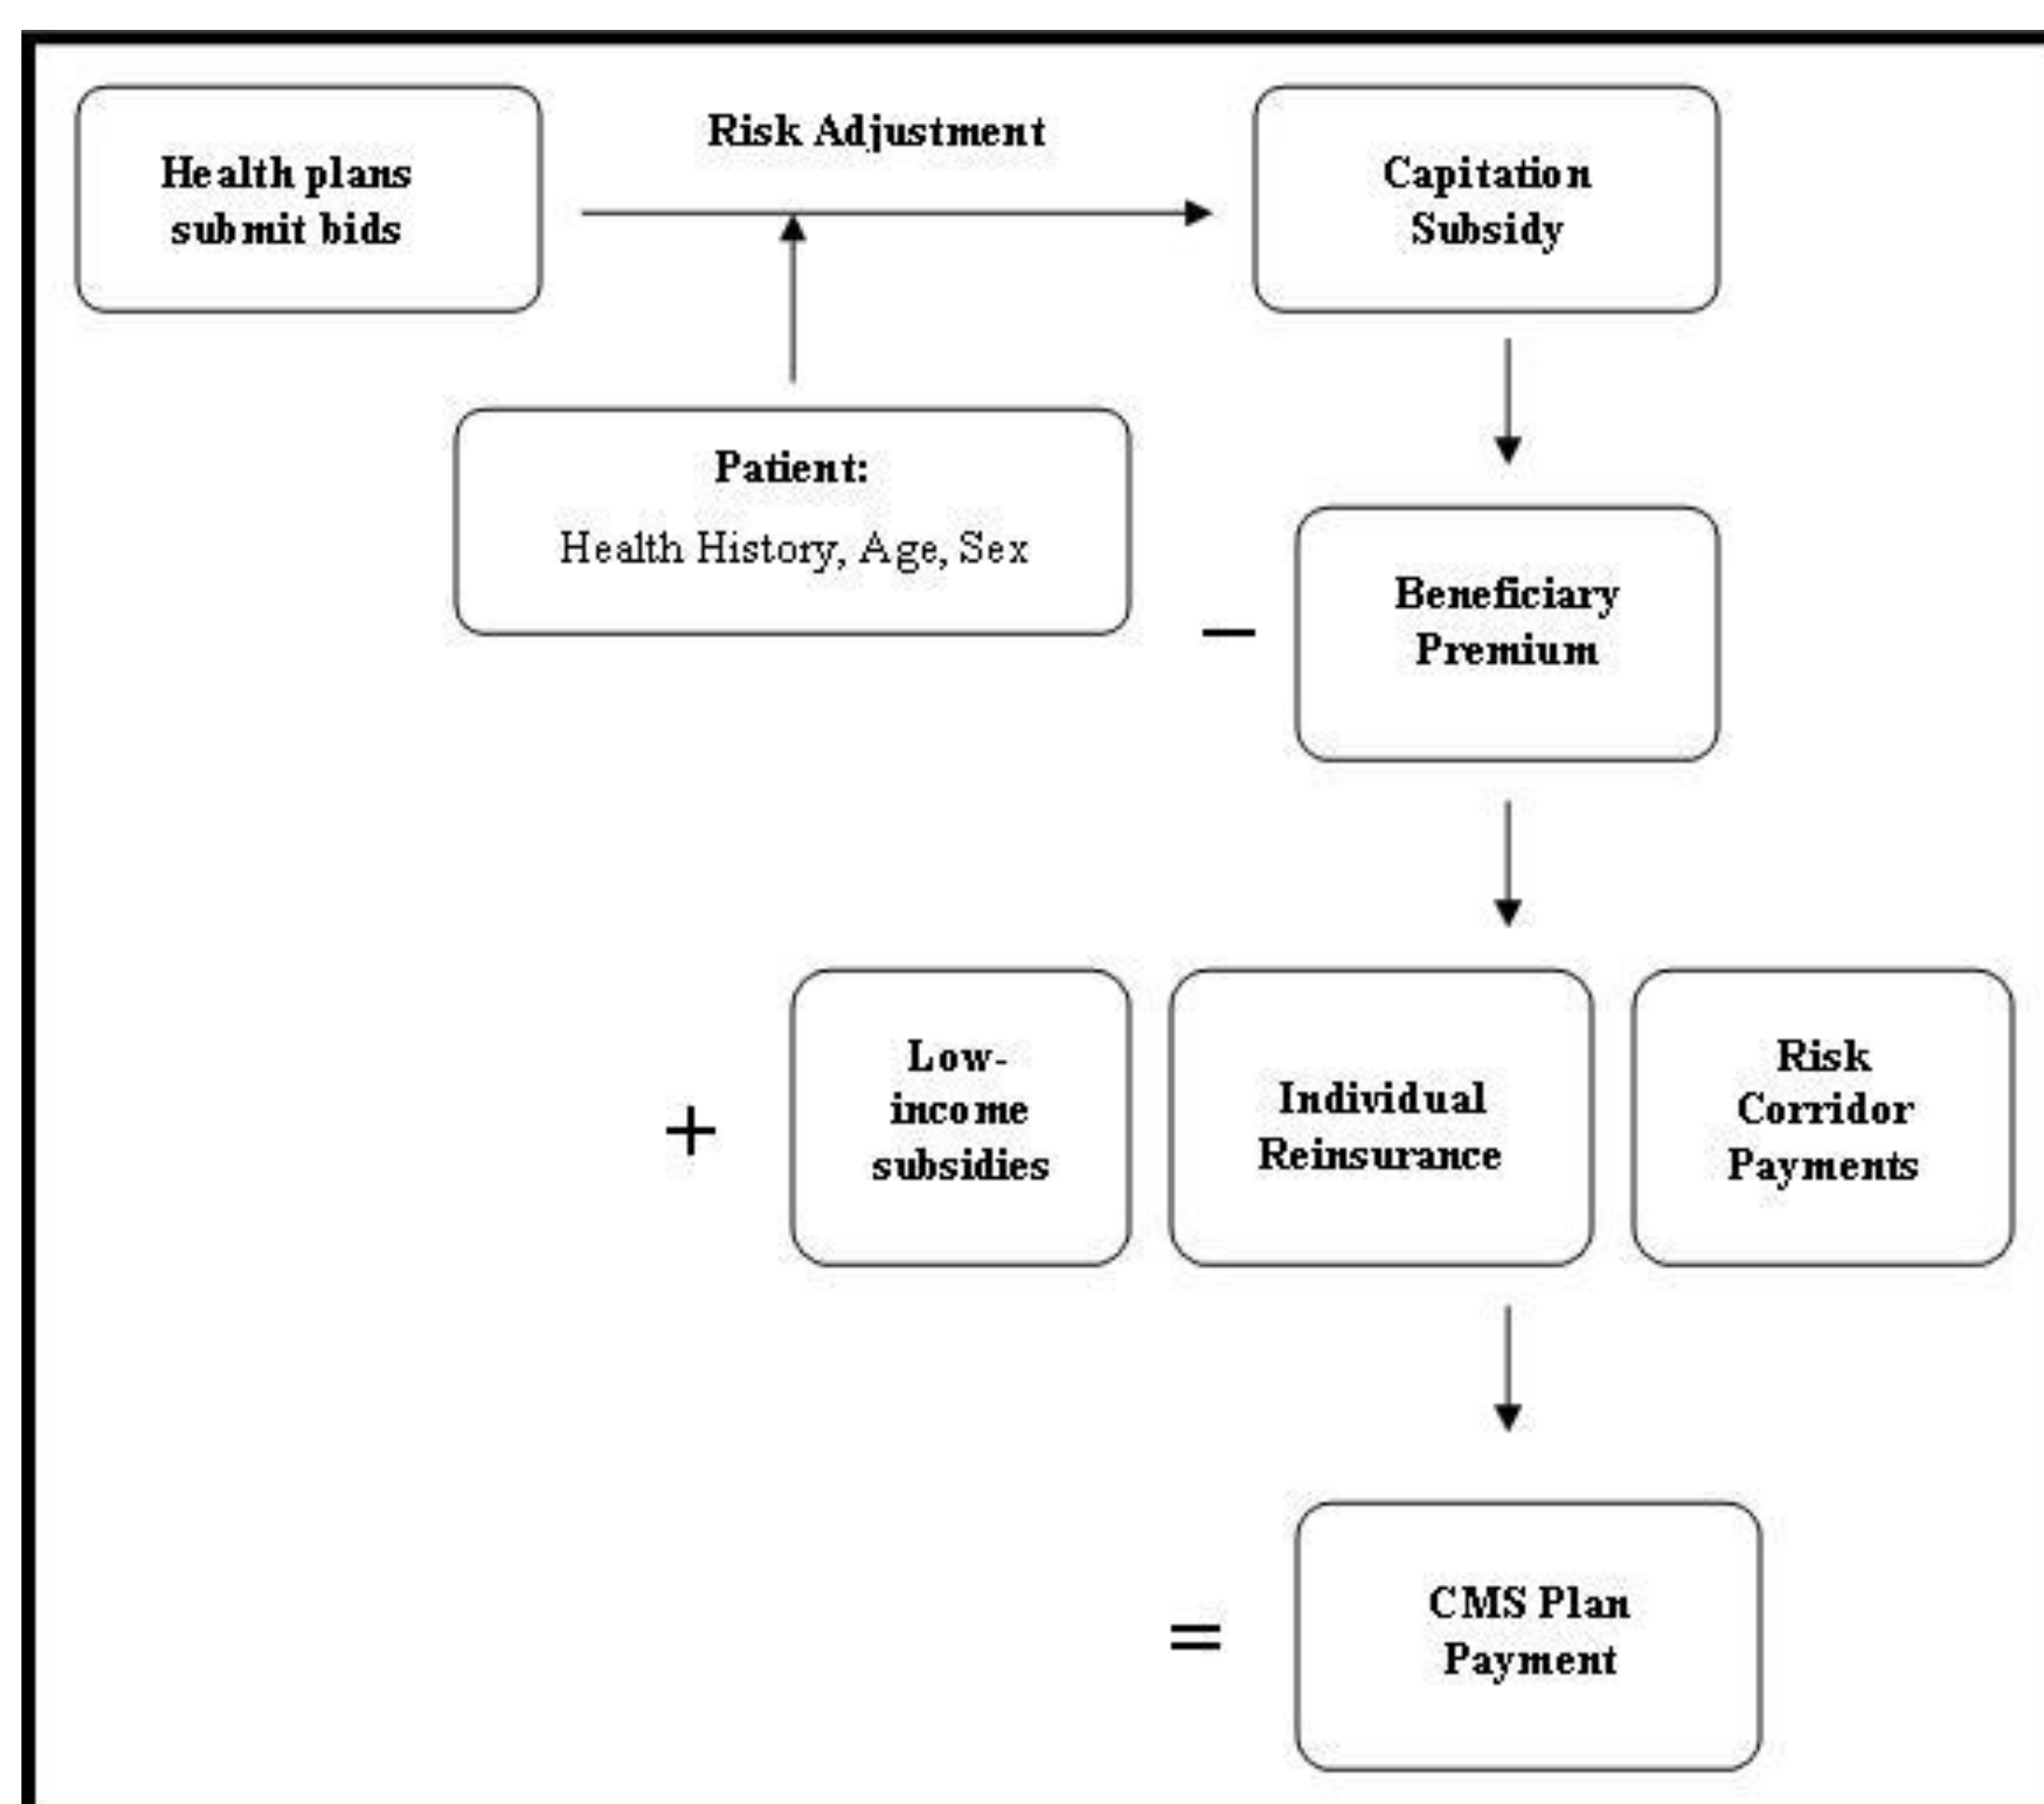 Health plans
submit bids
Risk Adjustment
Capitation
Subsidy
Patient:
Health History, Age, Sex
−
Beneficiary
Premium
+
Low-
income
subsidies
Individual
Reinsurance
Risk
Corridor
Payments
=
CMS Plan
Payment